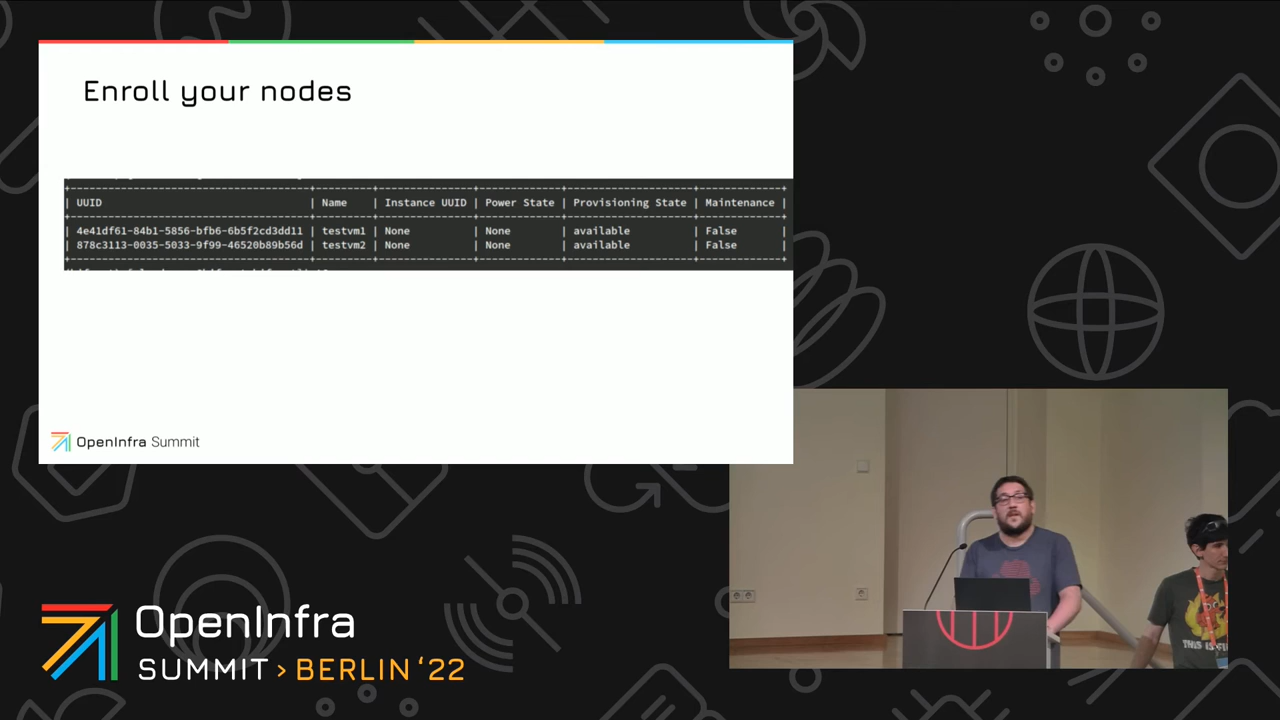 Enroll your nodes
| UUID | Name | Instance UUID | Power State | Provisioning State | Maintenance |
| 4e41df61-84b1-5856-bfb6-6b5f2cd3dd11 | testvm1 | None | None | available | False |
| 878c3113-0035-5033-9f99-46520b89b56d | testvm2 | None | None | available | False |
OpenInfra Summit
OpenInfra
SUMMIT > BERLIN ‘22
THIS IS